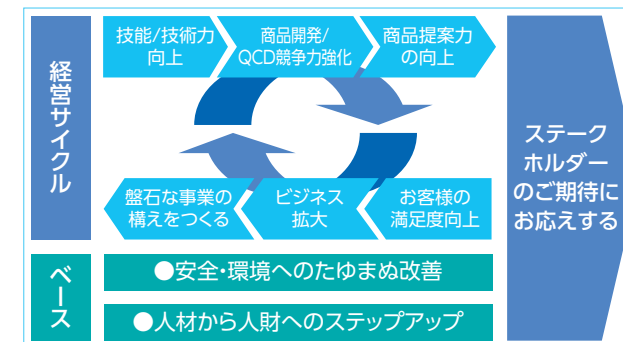 経営サイクル
技能/技術力
向上
商品開発/
QCD競争力強化
商品提案力
の向上
盤石な事業の
構えをつくる
ビジネス
拡大
お客様の
満足度向上
ベース
●安全・環境へのたゆまぬ改善
●人材から人財へのステップアップ
ステーク
ホルダー
のご期待に
お応えする